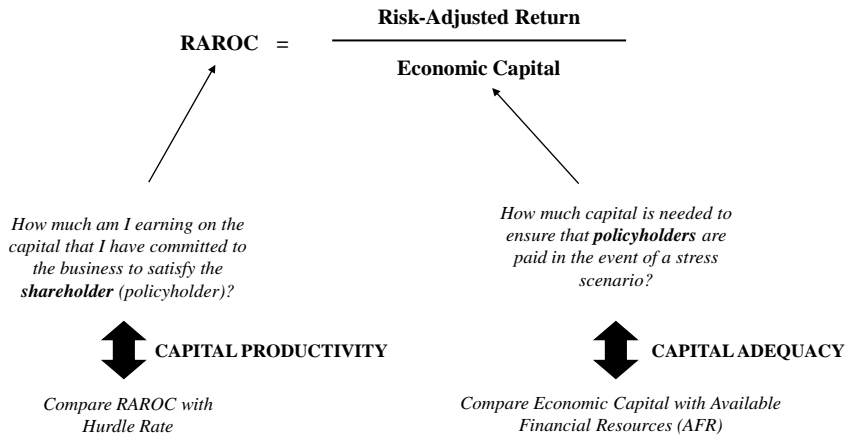 Risk-Adjusted Return
RAROC =
Economic Capital
How much am I earning on the
capital that I have committed to
the business to satisfy the
shareholder (policyholder)?
How much capital is needed to
ensure that policyholders are
paid in the event of a stress
scenario?
CAPITAL PRODUCTIVITY
CAPITAL ADEQUACY
Compare RAROC with
Hurdle Rate
Compare Economic Capital with Available
Financial Resources (AFR)